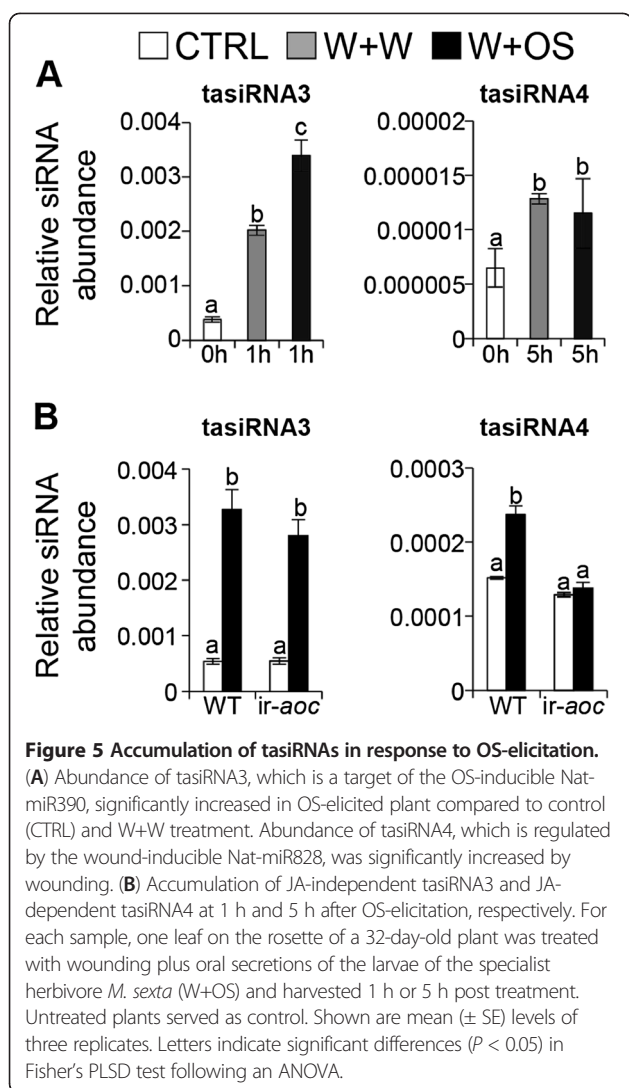 CTRL W+W W+OS
A
tasiRNA3 tasiRNA4
Relative siRNA
abundance
0.004
0.003
0.002
0.001
0
a b c
0h 1h 1h
0.00002
0.000015
0.00001
0.000005
0
a b b
0h 5h 5h
B
tasiRNA3 tasiRNA4
Relative siRNA
abundance
0.004
0.003
0.002
0.001
0
a b a b
WT ir-aoc
0.0003
0.0002
0.0001
0
a b a a
WT ir-aoc
Figure 5 Accumulation of tasiRNAs in response to OS-elicitation.
(A) Abundance of tasiRNA3, which is a target of the OS-inducible Nat-
miR390, significantly increased in OS-elicited plant compared to control
(CTRL) and W+W treatment. Abundance of tasiRNA4, which is regulated
by the wound-inducible Nat-miR828, was significantly increased by
wounding. (B) Accumulation of JA-independent tasiRNA3 and JA-
dependent tasiRNA4 at 1 h and 5 h after OS-elicitation, respectively. For
each sample, one leaf on the rosette of a 32-day-old plant was treated
with wounding plus oral secretions of the larvae of the specialist
herbivore M. sexta (W+OS) and harvested 1 h or 5 h post treatment.
Untreated plants served as control. Shown are mean (± SE) levels of
three replicates. Letters indicate significant differences (P < 0.05) in
Fisher's PLSD test following an ANOVA.